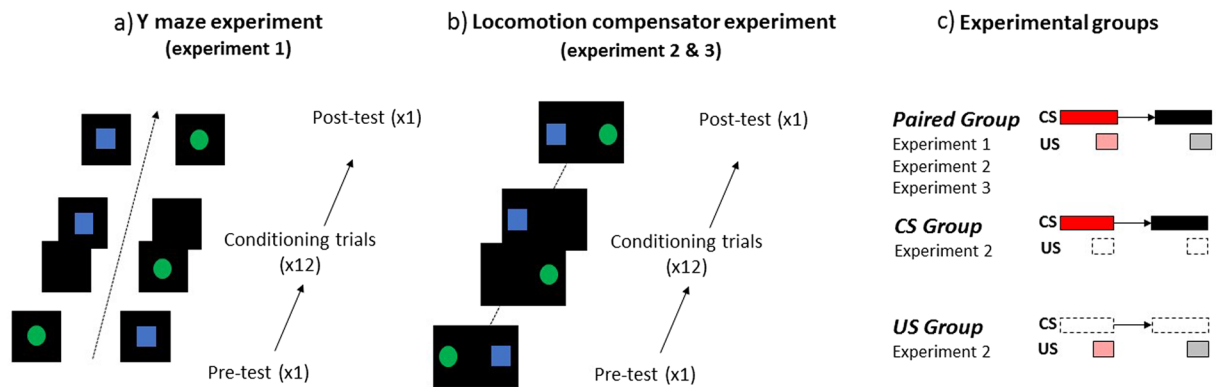 a) Y maze experiment
(experiment 1)
Post-test (x1)
Conditioning trials
(x12)
Pre-test (x1)
b) Locomotion compensator experiment
(experiment 2 & 3)
Post-test (x1)
Conditioning trials
(x12)
Pre-test (x1)
c) Experimental groups
Paired Group
CS
Experiment 1
US
Experiment 2
Experiment 3
CS Group
CS
Experiment 2
US
US Group
CS
Experiment 2
US